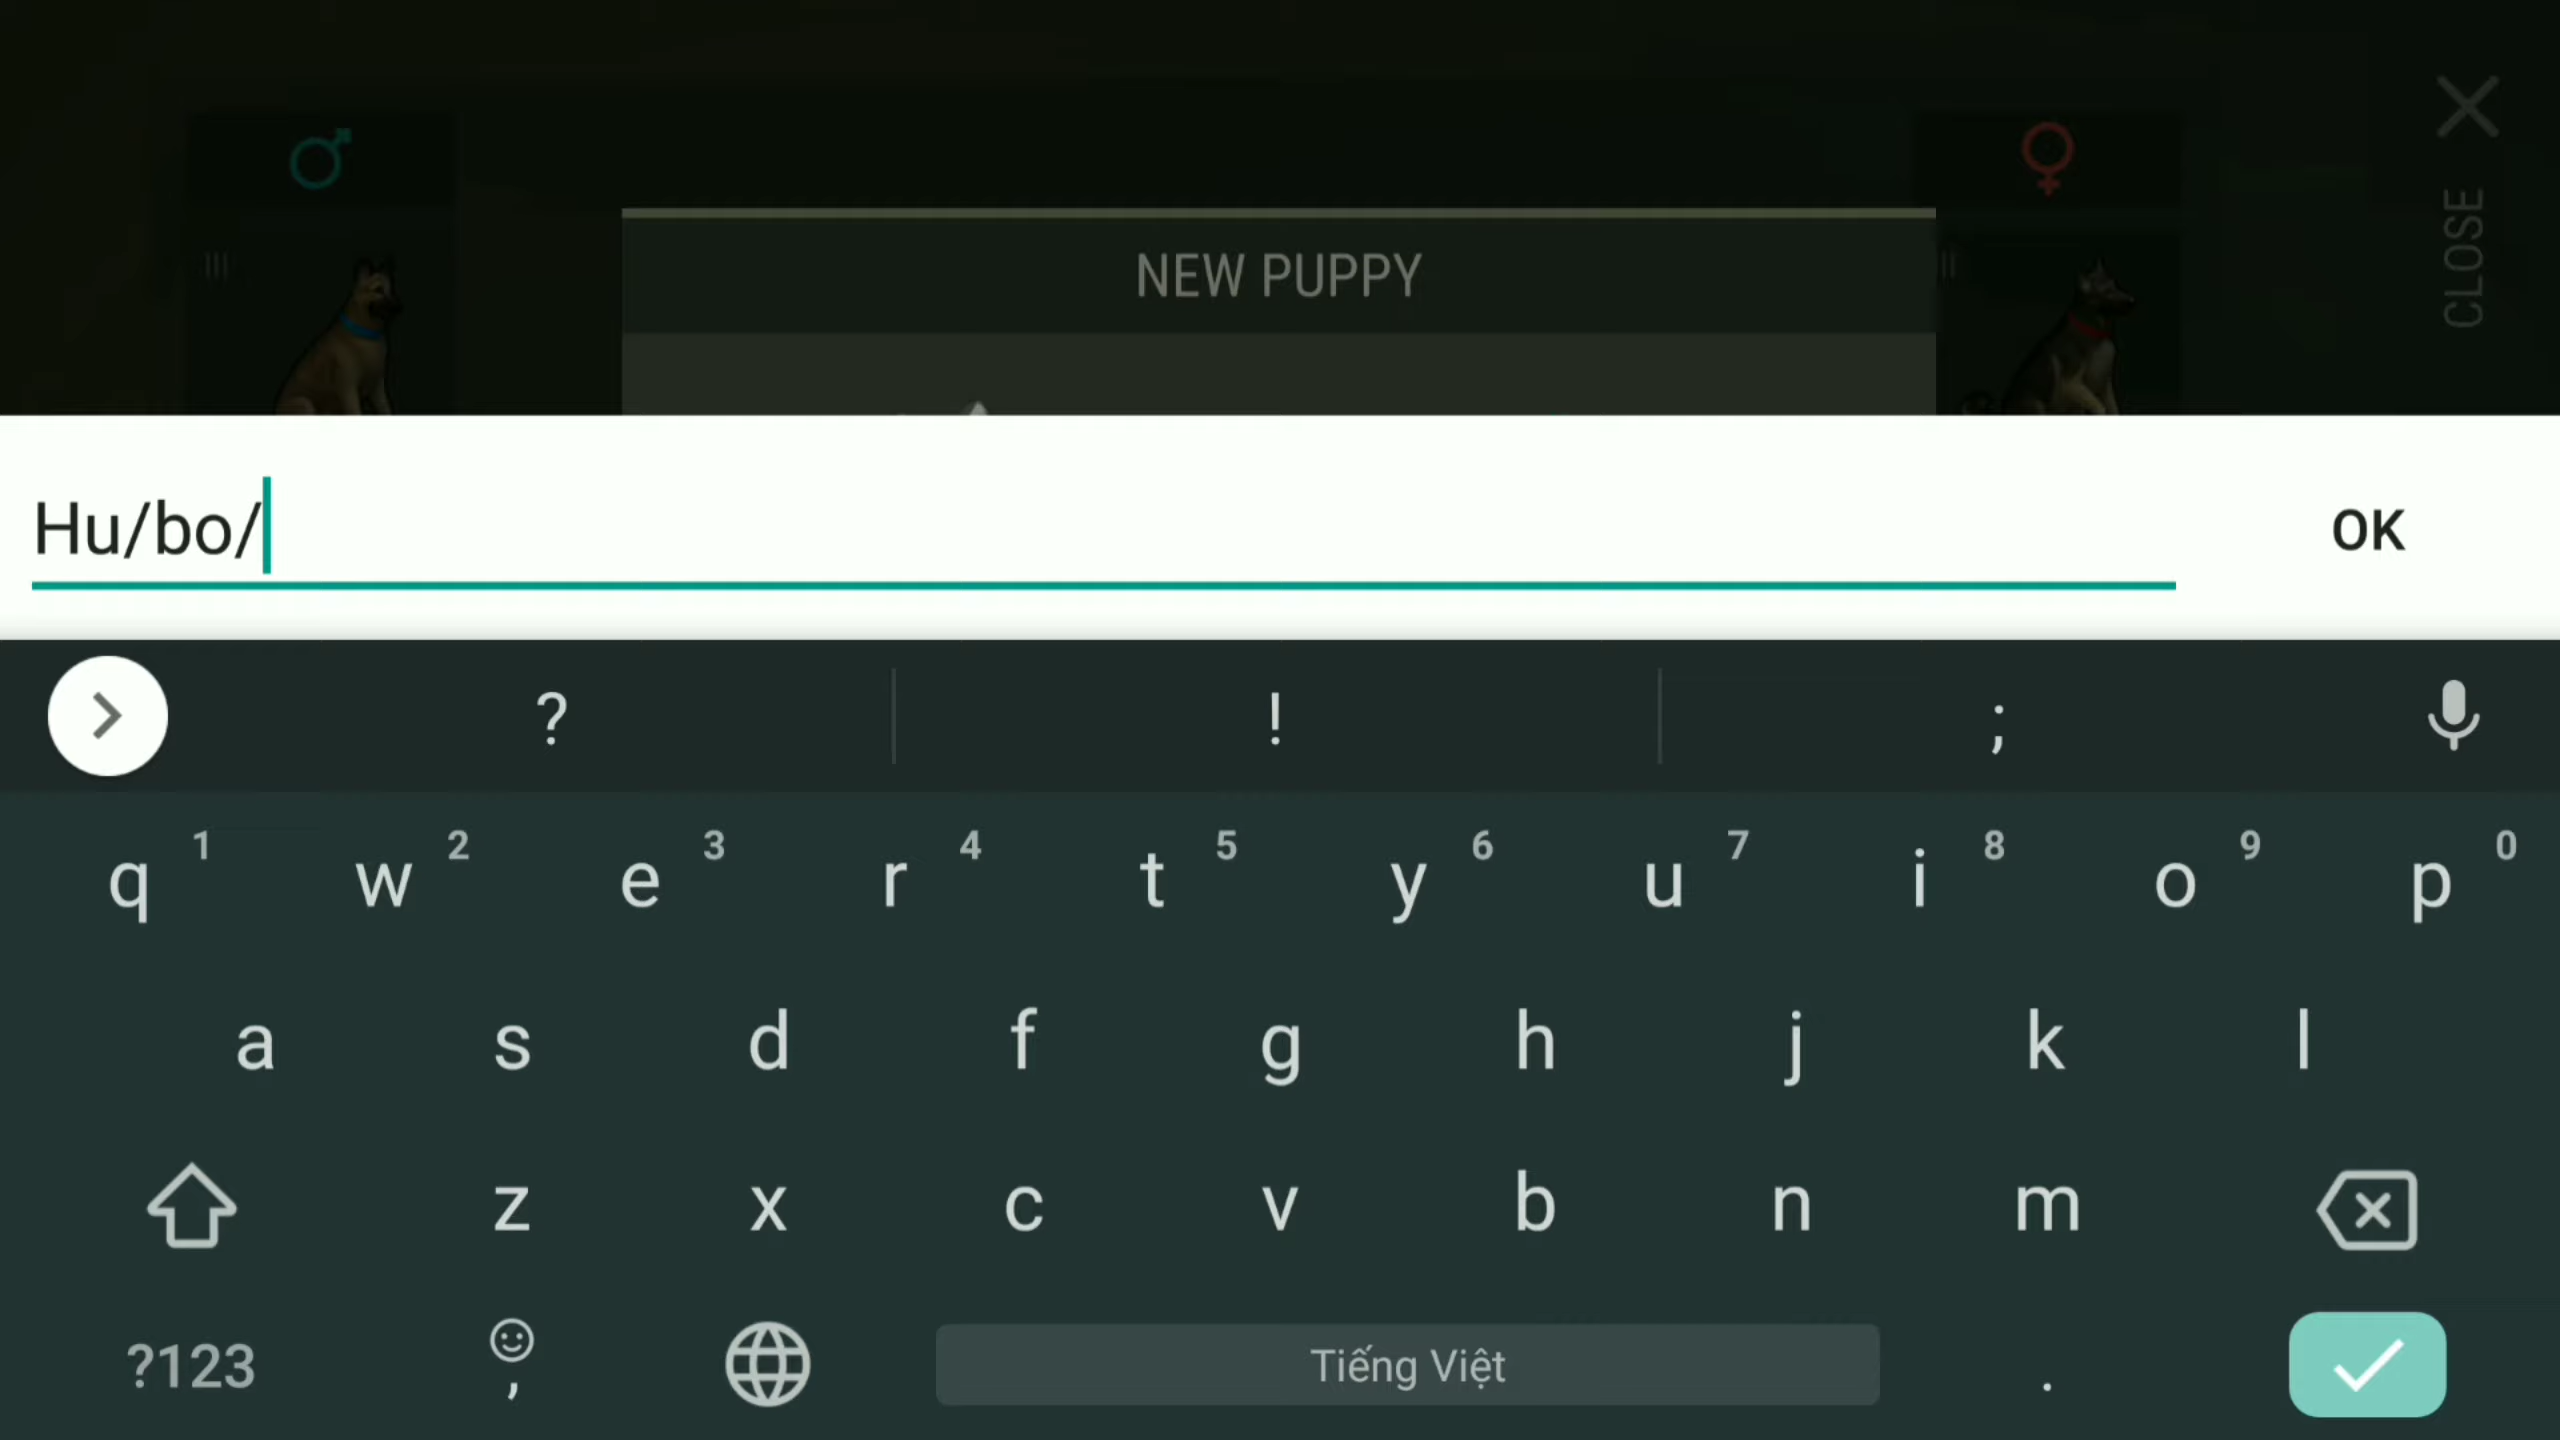 CLOSE
NEW PUPPY
Hu/bo/
OK
? ! ;
q 1 w 2 e 3 r 4 t 5 y 6 u 7 i 8 o 9 p 0
a s d f g h j k l
z x c v b n m
?123 , Tiếng Việt .